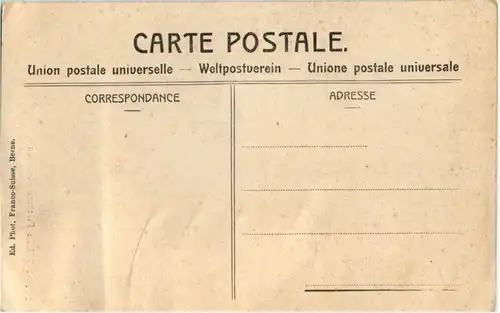 CARTE POSTALE.
Union postale universelle — Weltpostverein — Unione postale universale
CORRESPONDANCE
ADRESSE
Ed. Phot. Franco-Suisse, Berne.